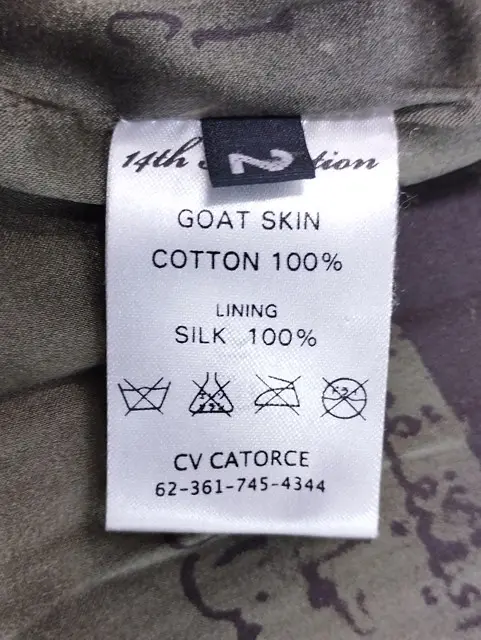 14th
2
GOAT SKIN
COTTON 100%
LINING
SILK 100%
CV CATORCE
62-361-745-4344